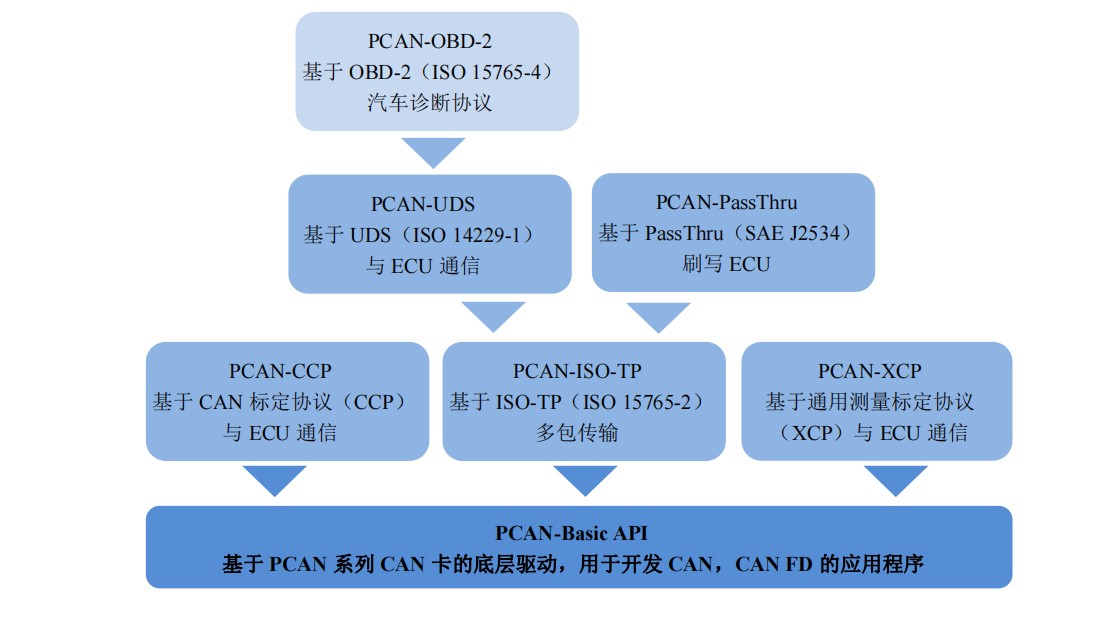 PCAN-OBD-2
基于 OBD-2（ISO 15765-4）
汽车诊断协议
PCAN-UDS
基于 UDS（ISO 14229-1）
与 ECU 通信
PCAN-PassThru
基于 PassThru（SAE J2534）
刷写 ECU
PCAN-CCP
基于 CAN 标定协议（CCP）
与 ECU 通信
PCAN-ISO-TP
基于 ISO-TP（ISO 15765-2）
多包传输
PCAN-XCP
基于通用测量标定协议
（XCP）与 ECU 通信
PCAN-Basic API
基于 PCAN 系列 CAN 卡的底层驱动，用于开发 CAN，CAN FD 的应用程序